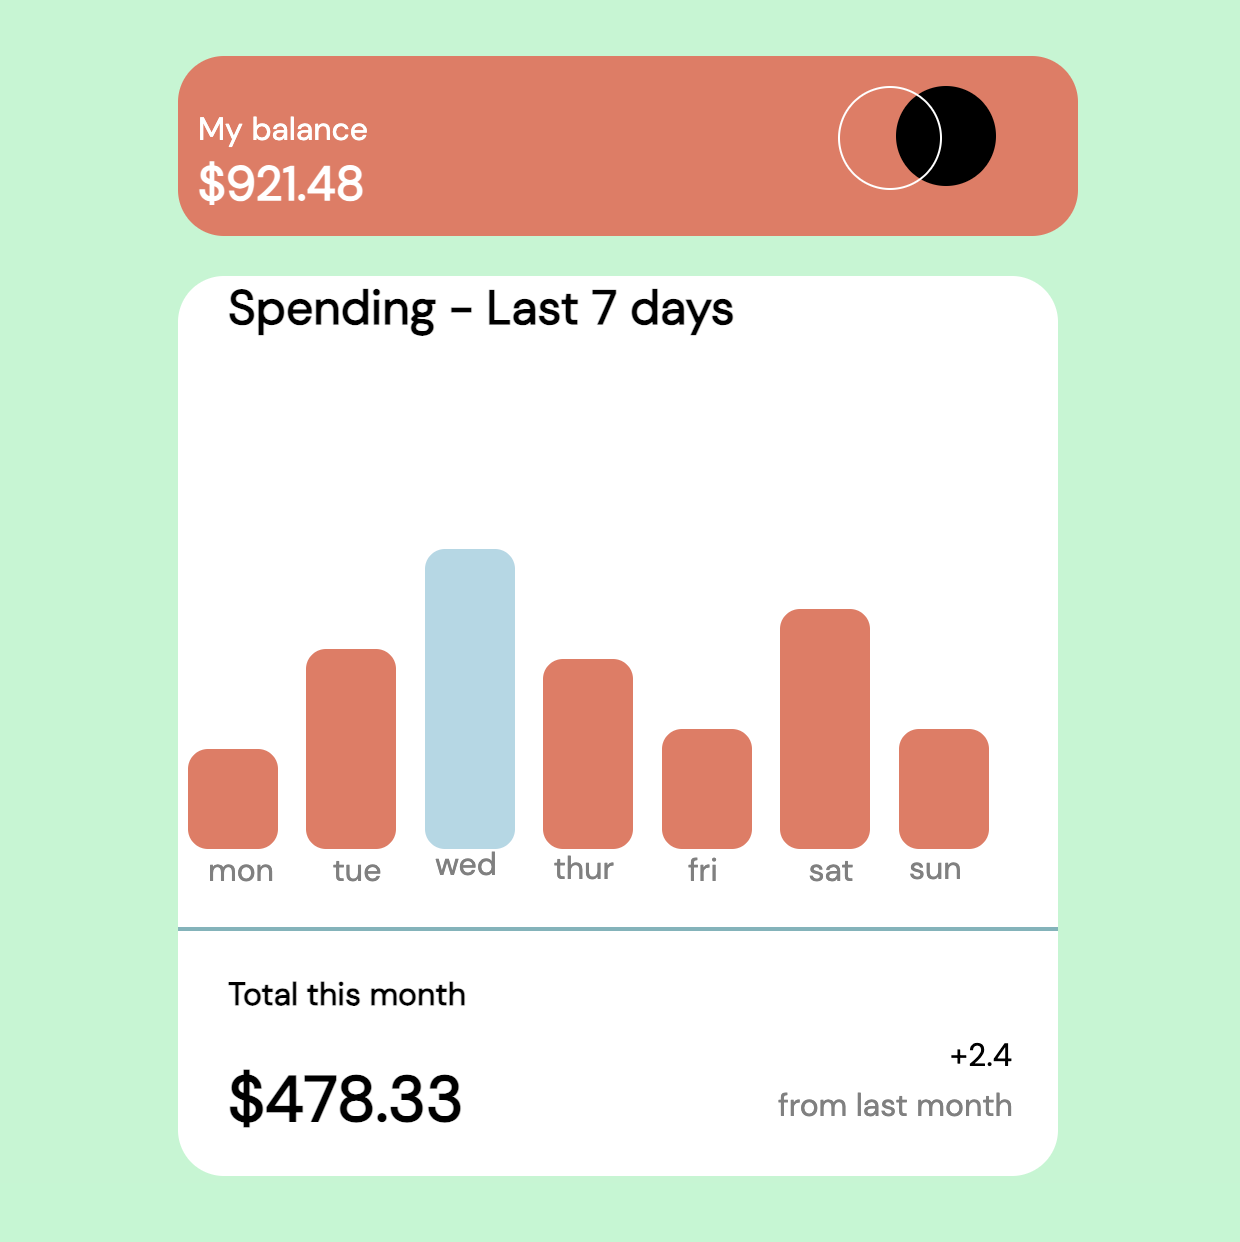 My balance
$921.48
Spending - Last 7 days
mon tue wed thur fri sat sun
Total this month
+2.4
$478.33
from last month